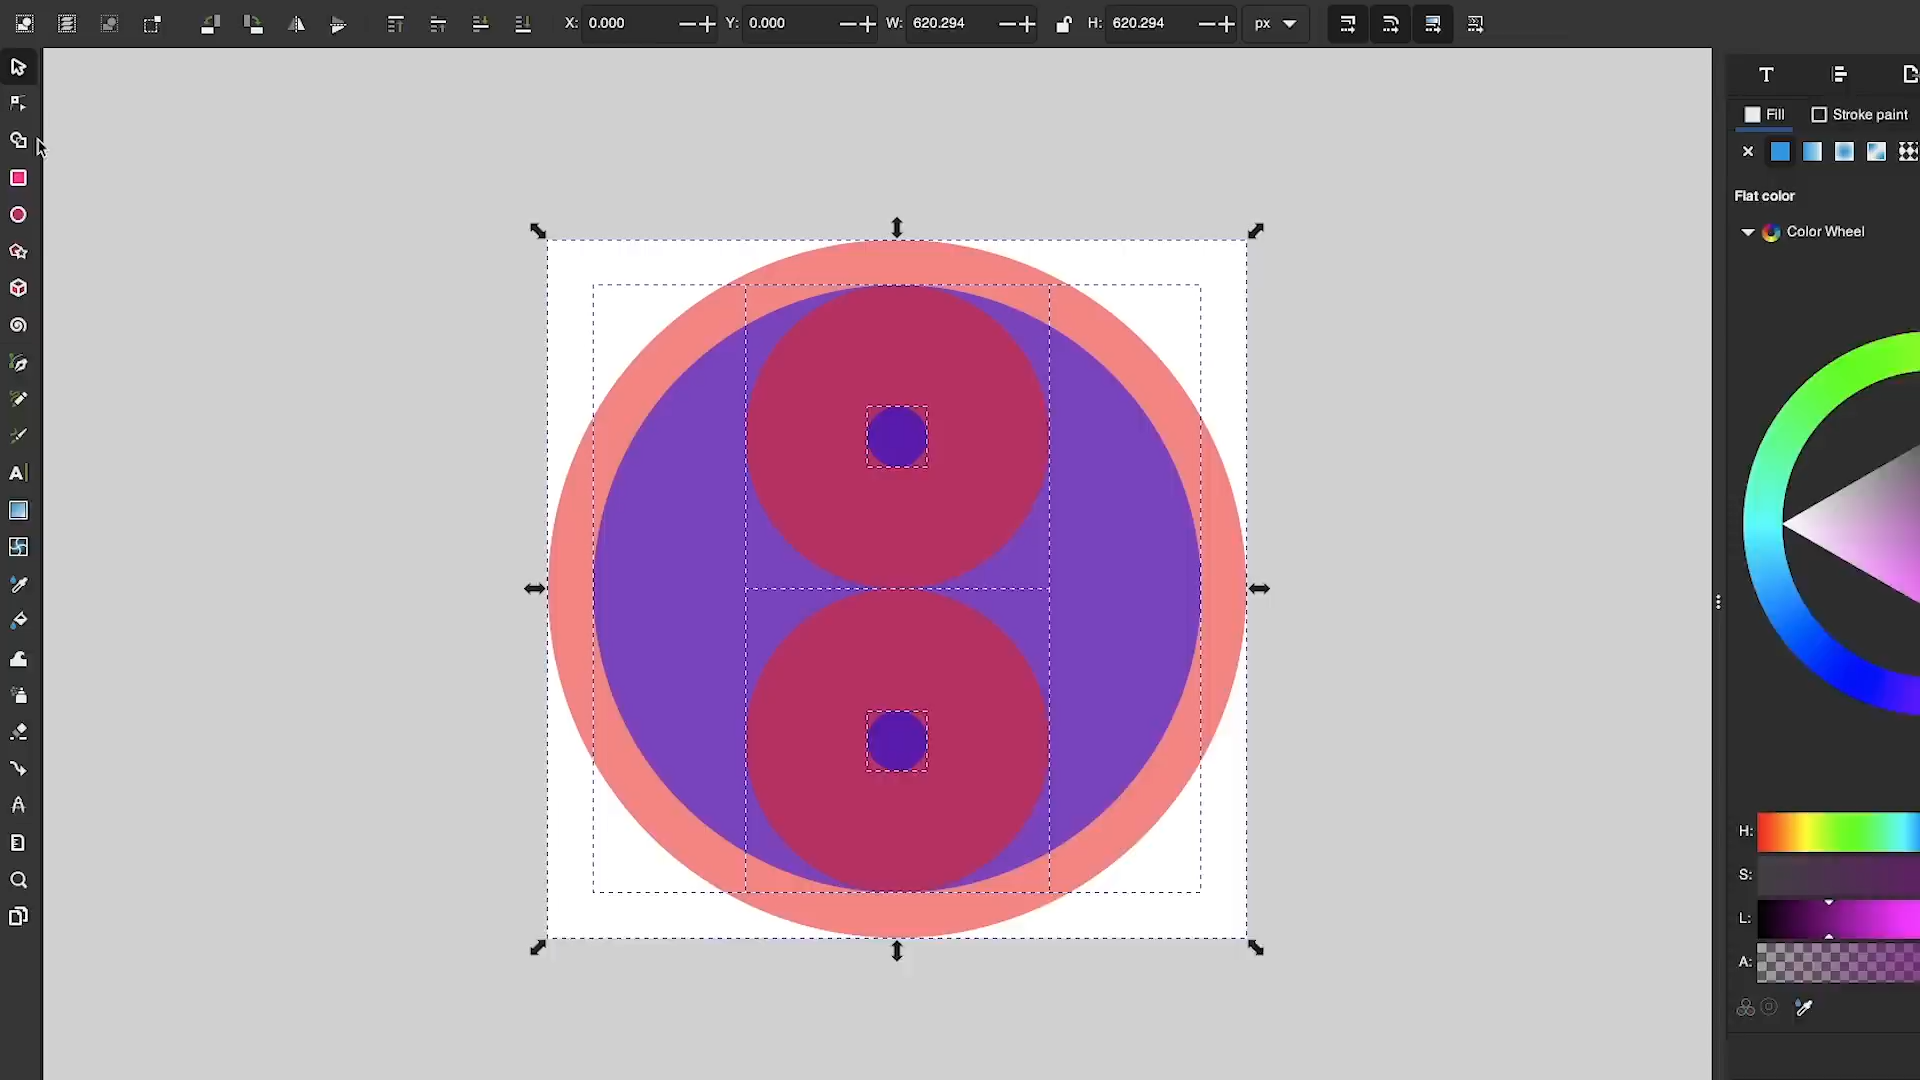 X: 0.000 Y: 0.000 W: 620.294 H: 620.294 px
Fill Stroke paint
Flat color
Color Wheel
H:
S:
L:
A: